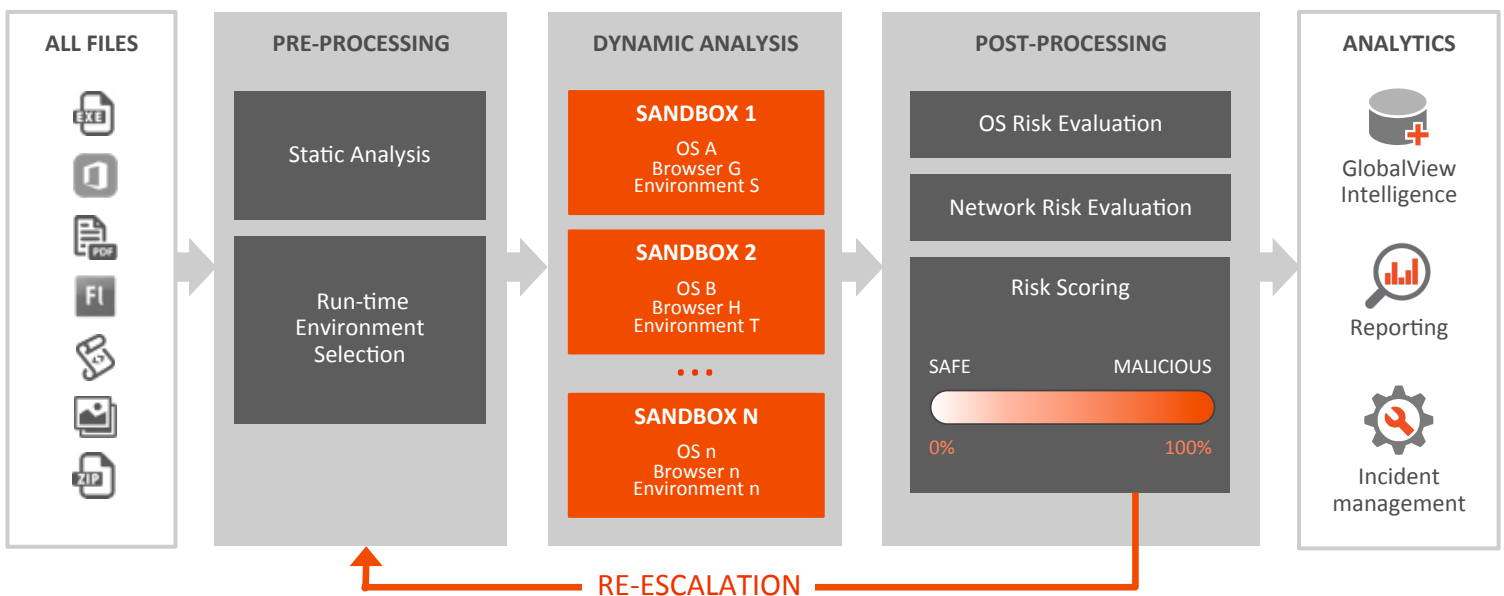 ALL FILES
EXE
PDF
Fl
ZIP
PRE-PROCESSING
Static Analysis
Run-time
Environment
Selection
DYNAMIC ANALYSIS
SANDBOX 1
OS A
Browser G
Environment S
SANDBOX 2
OS B
Browser H
Environment T
...
SANDBOX N
OS n
Browser n
Environment n
POST-PROCESSING
OS Risk Evaluation
Network Risk Evaluation
Risk Scoring
SAFE MALICIOUS
0% 100%
ANALYTICS
GlobalView
Intelligence
Reporting
Incident
management
RE-ESCALATION